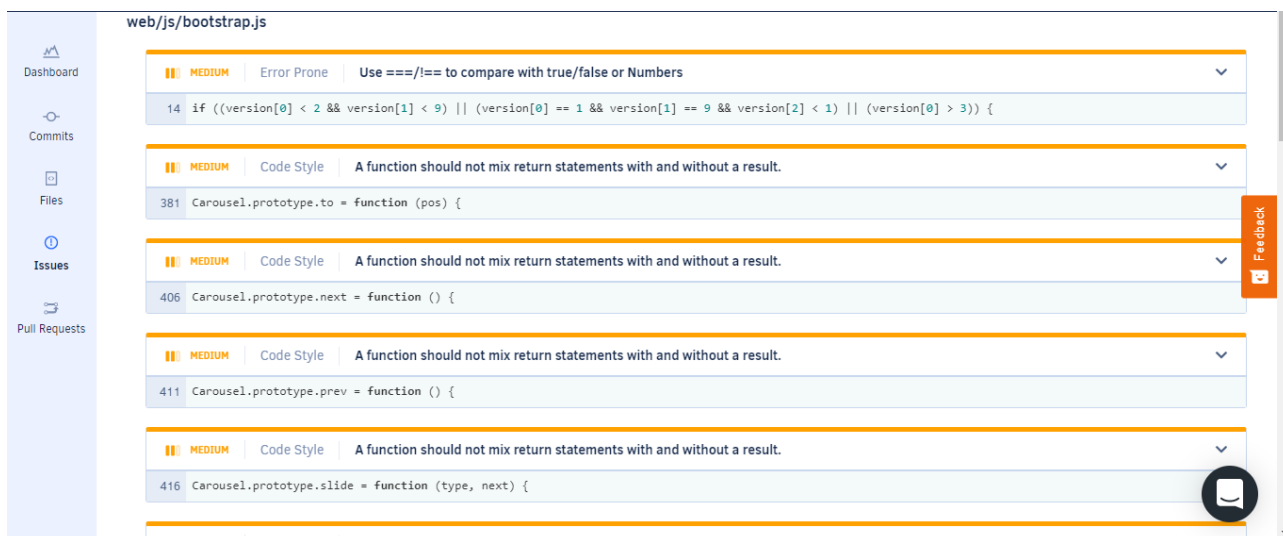 web/js/bootstrap.js
Dashboard
Commits
Files
Issues
Pull Requests
MEDIUM Error Prone Use ===/!== to compare with true/false or Numbers
14 if ((version[0] < 2 && version[1] < 9) || (version[0] == 1 && version[1] == 9 && version[2] < 1) || (version[0] > 3)) {
MEDIUM Code Style A function should not mix return statements with and without a result.
381 Carousel.prototype.to = function (pos) {
MEDIUM Code Style A function should not mix return statements with and without a result.
406 Carousel.prototype.next = function () {
MEDIUM Code Style A function should not mix return statements with and without a result.
411 Carousel.prototype.prev = function () {
MEDIUM Code Style A function should not mix return statements with and without a result.
416 Carousel.prototype.slide = function (type, next) {
Feedback